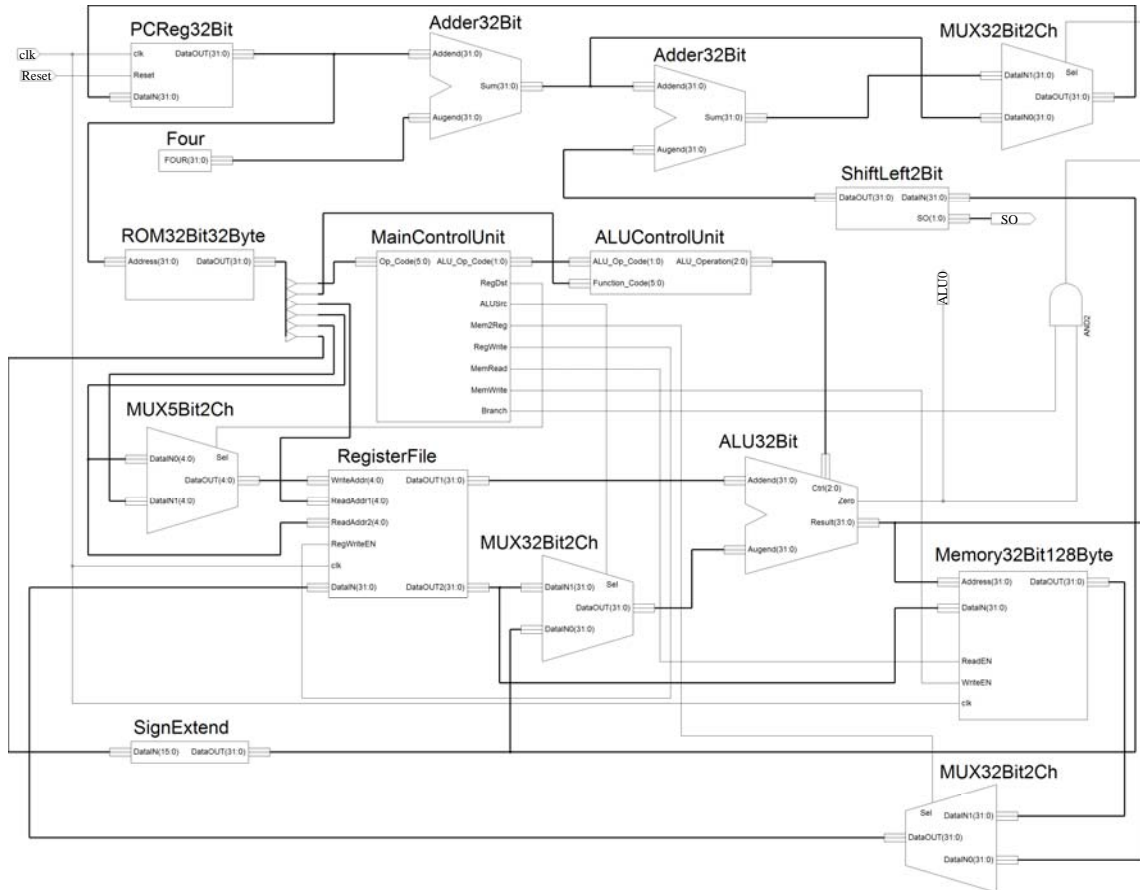 PCReg32Bit
clk
Reset
clk
Reset
DataIN(31:0)
DataOUT(31:0)
Adder32Bit
Addend(31:0)
Augend(31:0)
Sum(31:0)
Adder32Bit
Addend(31:0)
Augend(31:0)
Sum(31:0)
MUX32Bit2Ch
DataIN1(31:0)
Sel
DataOUT(31:0)
DataIN0(31:0)
Four
FOUR(31:0)
ShiftLeft2Bit
DataOUT(31:0)
DataIN(31:0)
SO(1:0)
SO
ROM32Bit32Byte
Address(31:0)
DataOUT(31:0)
MainControlUnit
Op_Code(5:0)
ALU_Op_Code(1:0)
RegDst
ALUSrc
Mem2Reg
RegWrite
MemRead
MemWrite
Branch
ALUControlUnit
ALU_Op_Code(1:0)
ALU_Operation(2:0)
Function_Code(5:0)
ALU0
AND2
MUX5Bit2Ch
DataIN0(4:0)
Sel
DataOUT(4:0)
DataIN1(4:0)
RegisterFile
WriteAddr(4:0)
DataOUT1(31:0)
ReadAddr1(4:0)
ReadAddr2(4:0)
RegWriteEN
clk
DataIN(31:0)
DataOUT2(31:0)
MUX32Bit2Ch
DataIN1(31:0)
Sel
DataOUT(31:0)
DataIN0(31:0)
ALU32Bit
Addend(31:0)
Ctrl(2:0)
Zero
Result(31:0)
Augend(31:0)
Memory32Bit128Byte
Address(31:0)
DataOUT(31:0)
DataIN(31:0)
ReadEN
WriteEN
clk
SignExtend
DataIN(15:0)
DataOUT(31:0)
MUX32Bit2Ch
Sel
DataIN1(31:0)
DataOUT(31:0)
DataIN0(31:0)